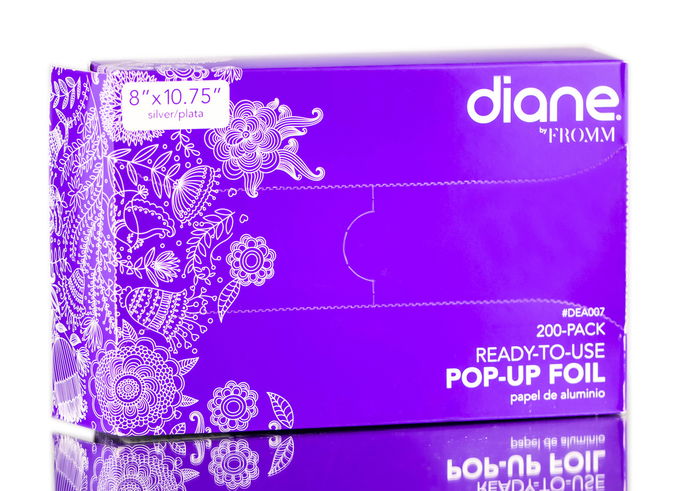 8"x10.75"
silver/plata
diane.
by FROMM
#DEA007
200-PACK
READY-TO-USE
POP-UP FOIL
papel de aluminio